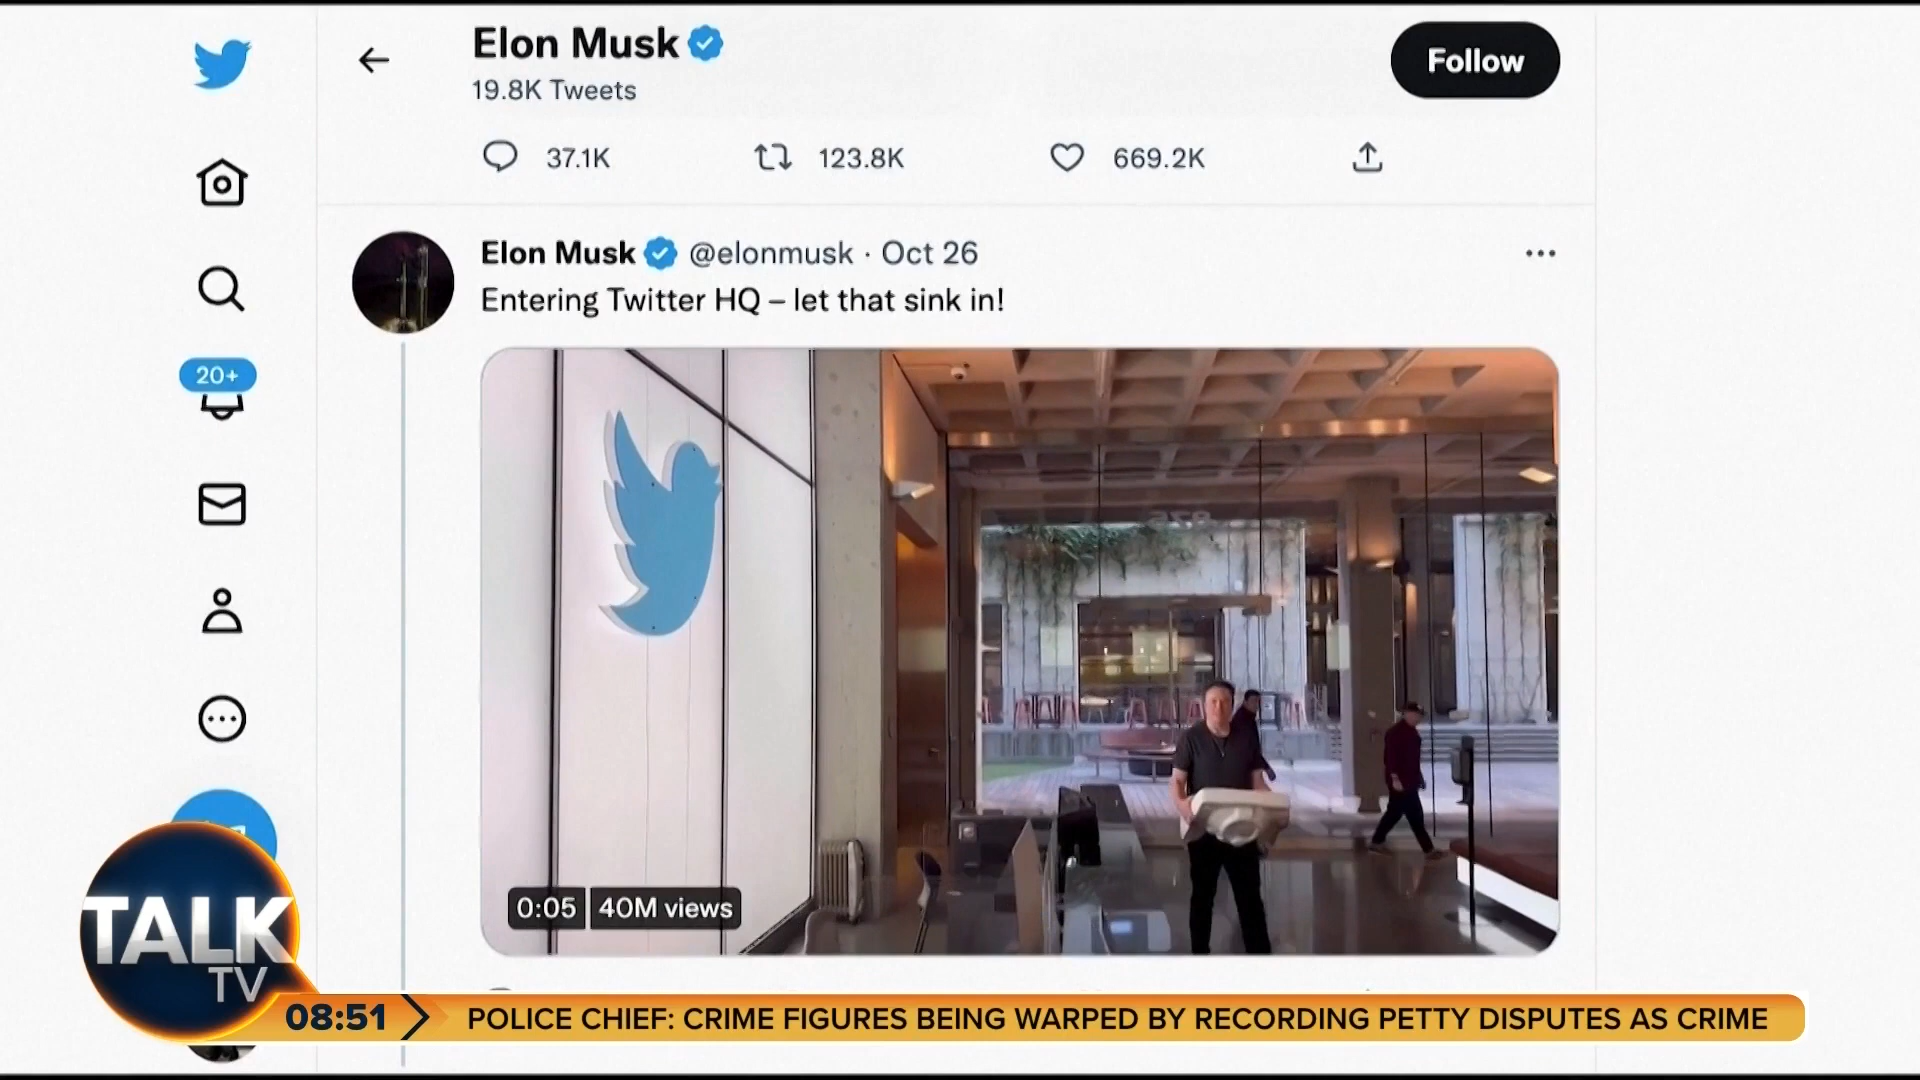 Elon Musk
19.8K Tweets
Follow
37.1K 123.8K 669.2K
Elon Musk @elonmusk · Oct 26
Entering Twitter HQ – let that sink in!
20+
0:05 40M views
TALK
TV
08:51 POLICE CHIEF: CRIME FIGURES BEING WARPED BY RECORDING PETTY DISPUTES AS CRIME